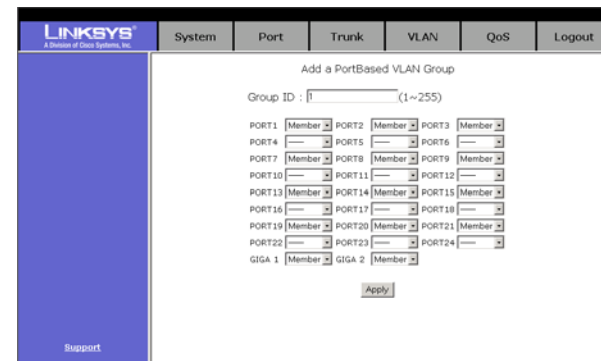 LINKSYS®
A Division of Cisco Systems, Inc.
System Port Trunk VLAN QoS Logout
Add a PortBased VLAN Group
Group ID : 1 (1~255)
PORT1 Member PORT2 Member PORT3 Member
PORT4 ---- PORT5 ---- PORT6 ----
PORT7 Member PORT8 Member PORT9 Member
PORT10 ---- PORT11 ---- PORT12 ----
PORT13 Member PORT14 Member PORT15 Member
PORT16 ---- PORT17 ---- PORT18 ----
PORT19 Member PORT20 Member PORT21 Member
PORT22 ---- PORT23 ---- PORT24 ----
GIGA 1 Member GIGA 2 Member
Apply
Support